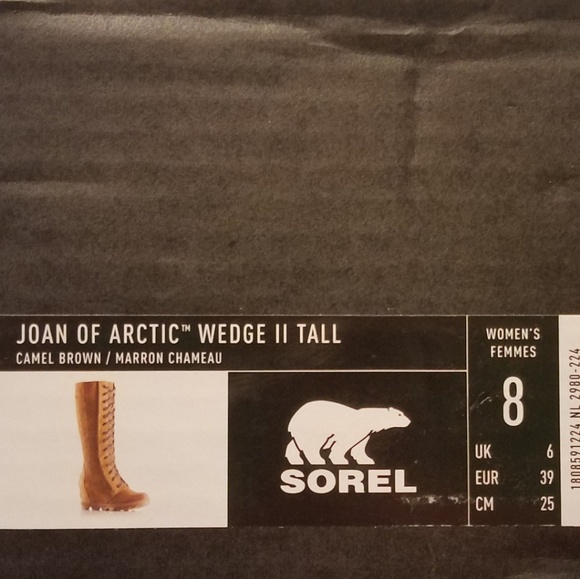 JOAN OF ARCTIC™ WEDGE II TALL
CAMEL BROWN / MARRON CHAMEAU
SOREL
WOMEN'S
FEMMES
8
UK 6
EUR 39
CM 25
1808591224 NL 2980-224